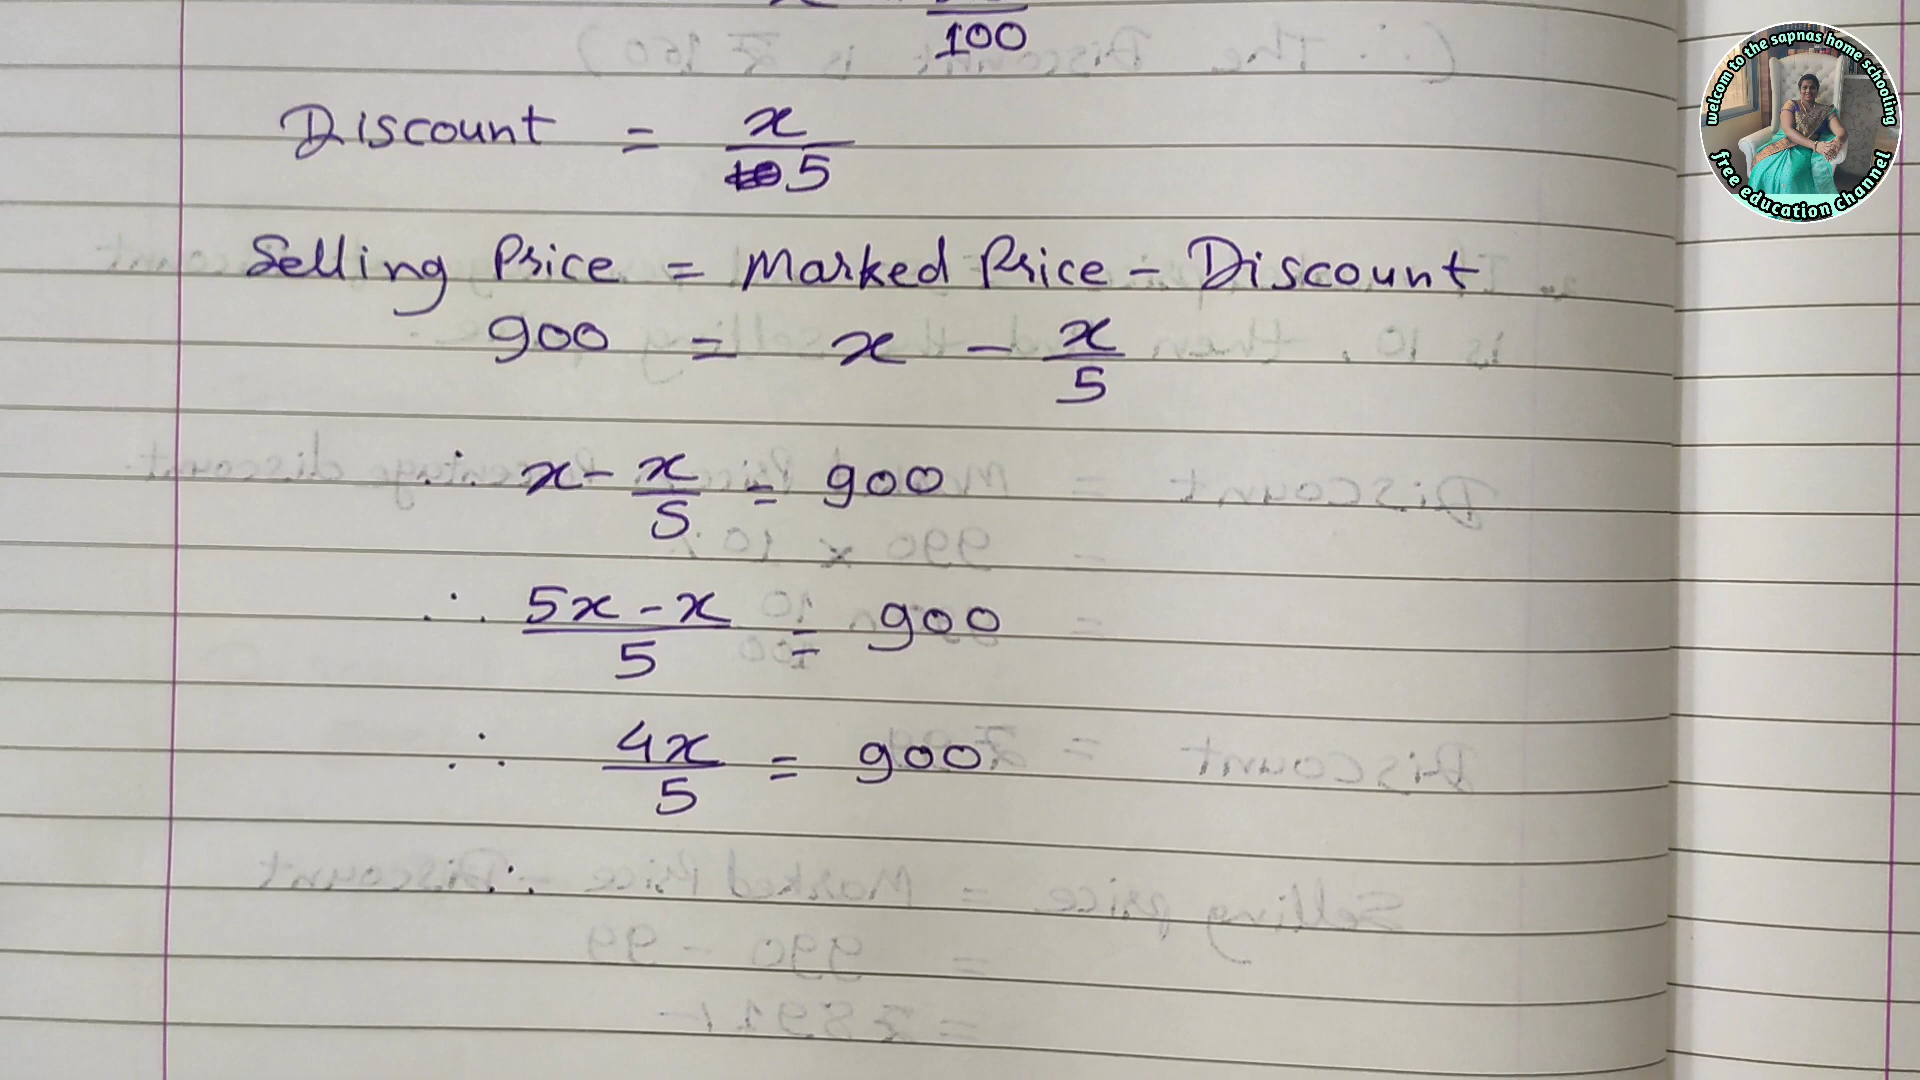 100
Discount = x/5
Selling Price = Marked Price - Discount
900 = x - x/5
x - x/5 = 900
∴ 5x - x/5 = 900
∴ 4x/5 = 900
∴
welcom to the sapnas home schooling
free education channel